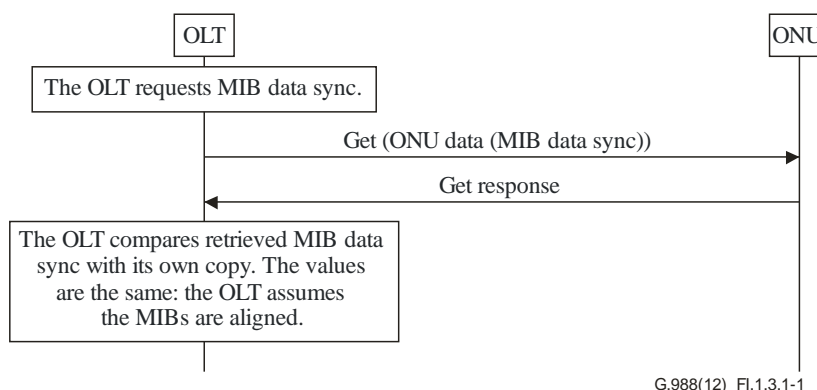 OLT
ONU
The OLT requests MIB data sync.
Get (ONU data (MIB data sync))
Get response
The OLT compares retrieved MIB data
sync with its own copy. The values
are the same: the OLT assumes
the MIBs are aligned.
G.988(12)_FI.1.3.1-1